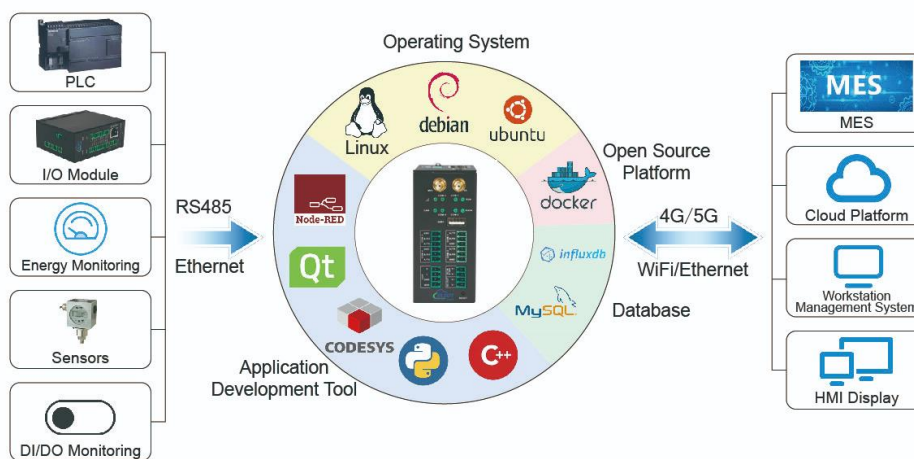 PLC
I/O Module
Energy Monitoring
Sensors
DI/DO Monitoring
RS485
Ethernet
Operating System
Linux
debian
ubuntu
Open Source
Platform
docker
influxdb
MySQL
Database
C++
CODESYS
Qt
Node-RED
Application
Development Tool
4G/5G
WiFi/Ethernet
MES
MES
Cloud Platform
Workstation
Management System
HMI Display